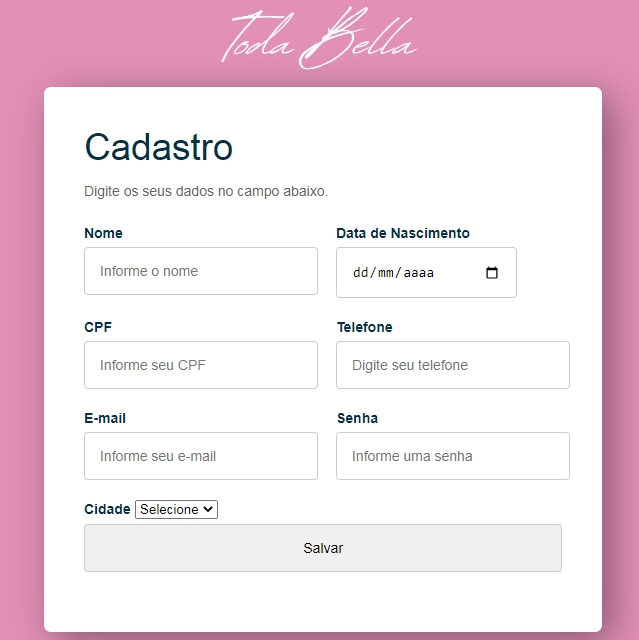 Toda Bella
Cadastro
Digite os seus dados no campo abaixo.
Nome
Data de Nascimento
Informe o nome
dd/mm/aaaa
CPF
Telefone
Informe seu CPF
Digite seu telefone
E-mail
Senha
Informe seu e-mail
Informe uma senha
Cidade Selecione
Salvar